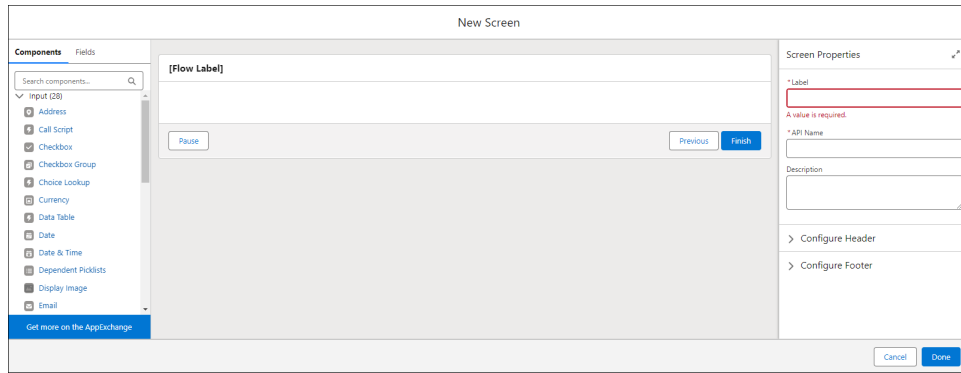 New Screen
Components Fields
Search components...
Input (28)
Address
Call Script
Checkbox
Checkbox Group
Choice Lookup
Currency
Data Table
Date
Date & Time
Dependent Picklists
Display Image
Email
Get more on the AppExchange
[Flow Label]
Pause Previous Finish
Screen Properties
*Label
A value is required.
*API Name
Description
Configure Header
Configure Footer
Cancel Done